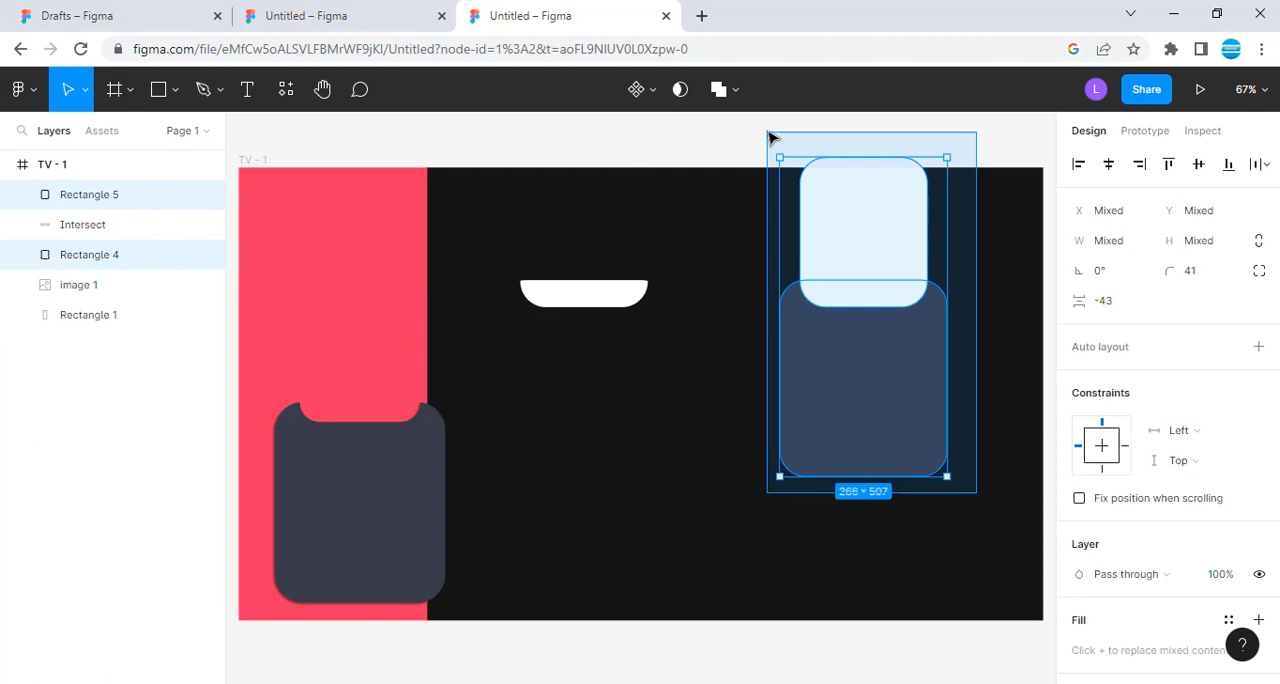 Drafts – Figma
Untitled – Figma
Untitled – Figma
figma.com/file/eMfCw5oALSVLFBMrWF9jKI/Untitled?node-id=1%3A2&t=aoFL9NIUV0L0Xzpw-0
L
Share
67%
Layers
Assets
Page 1
TV - 1
Rectangle 5
Intersect
Rectangle 4
image 1
Rectangle 1
TV - 1
266 × 507
Design
Prototype
Inspect
X Mixed Y Mixed
W Mixed H Mixed
0° 41
-43
Auto layout
Constraints
Left
Top
Fix position when scrolling
Layer
Pass through 100%
Fill
Click + to replace mixed conten
?